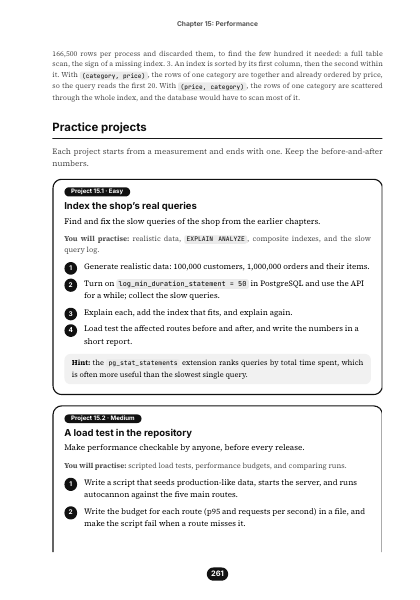 Chapter 15: Performance
166,500 rows per process and discarded them, to find the few hundred it needed: a full table
scan, the sign of a missing index. 3. An index is sorted by its first column, then the second within
it. With (category, price), the rows of one category are together and already ordered by price,
so the query reads the first 20. With (price, category), the rows of one category are scattered
through the whole index, and the database would have to scan most of it.
Practice projects
Each project starts from a measurement and ends with one. Keep the before-and-after
numbers.
Project 15.1 · Easy
Index the shop's real queries
Find and fix the slow queries of the shop from the earlier chapters.
You will practise: realistic data, EXPLAIN ANALYZE, composite indexes, and the slow
query log.
1 Generate realistic data: 100,000 customers, 1,000,000 orders and their items.
2 Turn on log_min_duration_statement = 50 in PostgreSQL and use the API
for a while; collect the slow queries.
3 Explain each, add the index that fits, and explain again.
4 Load test the affected routes before and after, and write the numbers in a
short report.
Hint: the pg_stat_statements extension ranks queries by total time spent, which
is often more useful than the slowest single query.
Project 15.2 · Medium
A load test in the repository
Make performance checkable by anyone, before every release.
You will practise: scripted load tests, performance budgets, and comparing runs.
1 Write a script that seeds production-like data, starts the server, and runs
autocannon against the five main routes.
2 Write the budget for each route (p95 and requests per second) in a file, and
make the script fail when a route misses it.
261